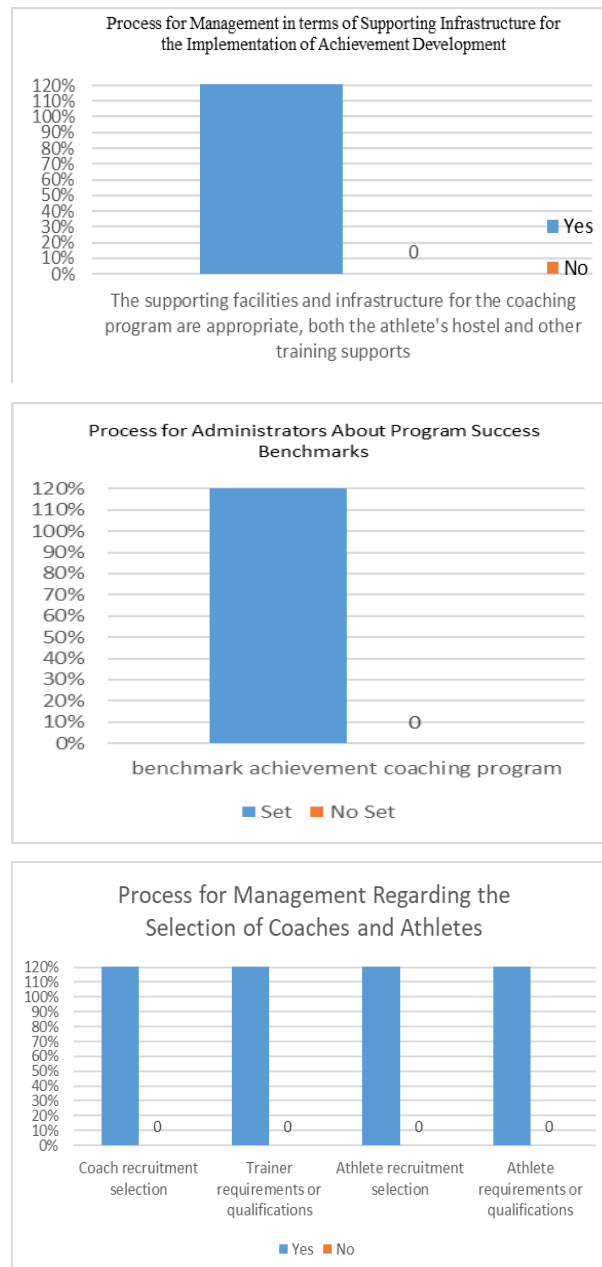 Process for Management in terms of Supporting Infrastructure for
the Implementation of Achievement Development
120%
110%
100%
90%
80%
70%
60%
50%
40%
30%
20%
10%
0%
0
Yes
No
The supporting facilities and infrastructure for the coaching
program are appropriate, both the athlete's hostel and other
training supports
Process for Administrators About Program Success
Benchmarks
120%
110%
100%
90%
80%
70%
60%
50%
40%
30%
20%
10%
0%
0
benchmark achievement coaching program
Set No Set
Process for Management Regarding the
Selection of Coaches and Athletes
120%
110%
100%
90%
80%
70%
60%
50%
40%
30%
20%
10%
0%
0 0 0 0
Coach recruitment
selection
Trainer
requirements or
qualifications
Athlete recruitment
selection
Athlete
requirements or
qualifications
Yes No